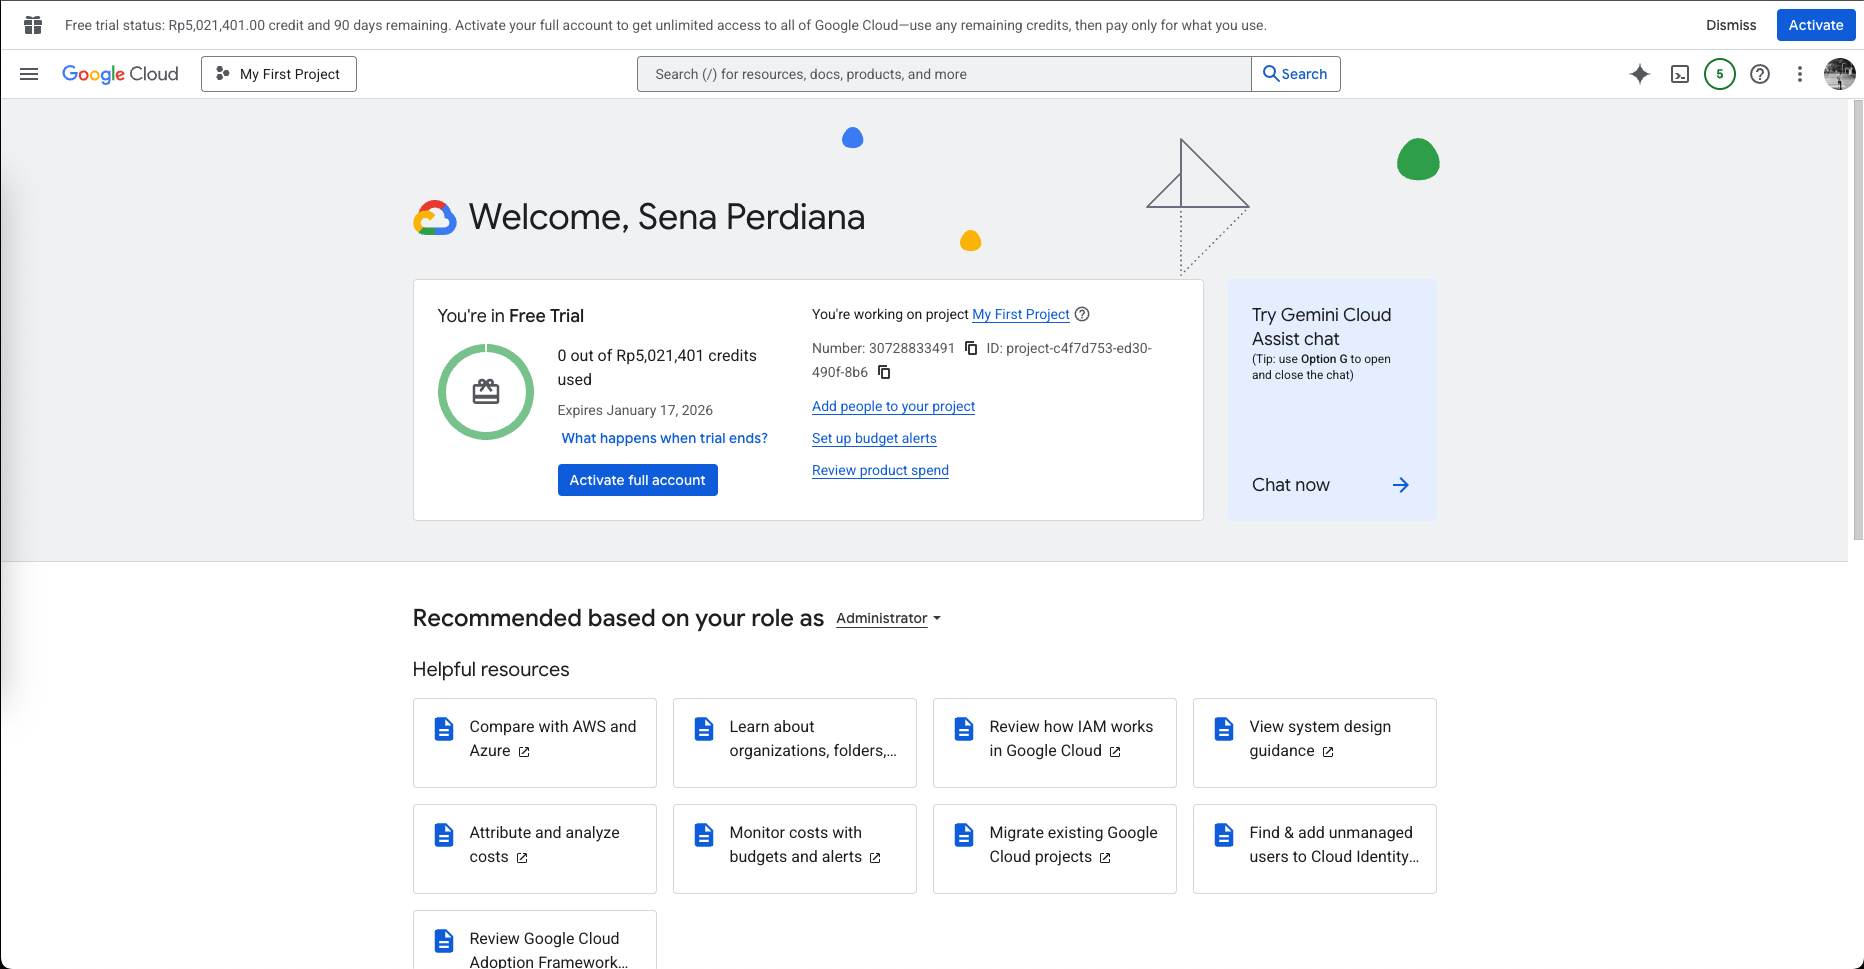 Free trial status: Rp5,021,401.00 credit and 90 days remaining. Activate your full account to get unlimited access to all of Google Cloud—use any remaining credits, then pay only for what you use.
Dismiss
Activate
Google Cloud
My First Project
Search (/) for resources, docs, products, and more
Search
5
Welcome, Sena Perdiana
You're in Free Trial
0 out of Rp5,021,401 credits
used
Expires January 17, 2026
What happens when trial ends?
Activate full account
You're working on project My First Project
Number: 30728833491 ID: project-c4f7d753-ed30-
490f-8b6
Add people to your project
Set up budget alerts
Review product spend
Try Gemini Cloud
Assist chat
(Tip: use Option G to open
and close the chat)
Chat now
Recommended based on your role as Administrator
Helpful resources
Compare with AWS and
Azure
Learn about
organizations, folders,...
Review how IAM works
in Google Cloud
View system design
guidance
Attribute and analyze
costs
Monitor costs with
budgets and alerts
Migrate existing Google
Cloud projects
Find & add unmanaged
users to Cloud Identity...
Review Google Cloud
Adoption Framework...